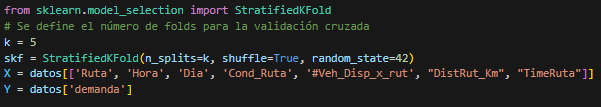 from sklearn.model_selection import StratifiedKFold
# Se define el número de folds para la validación cruzada
k = 5
skf = StratifiedKFold(n_splits=k, shuffle=True, random_state=42)
X = datos[['Ruta', 'Hora', 'Dia', 'Cond_Ruta', '#Veh_Disp_x_rut', "DistRut_Km", "TimeRuta"]]
Y = datos['demanda']